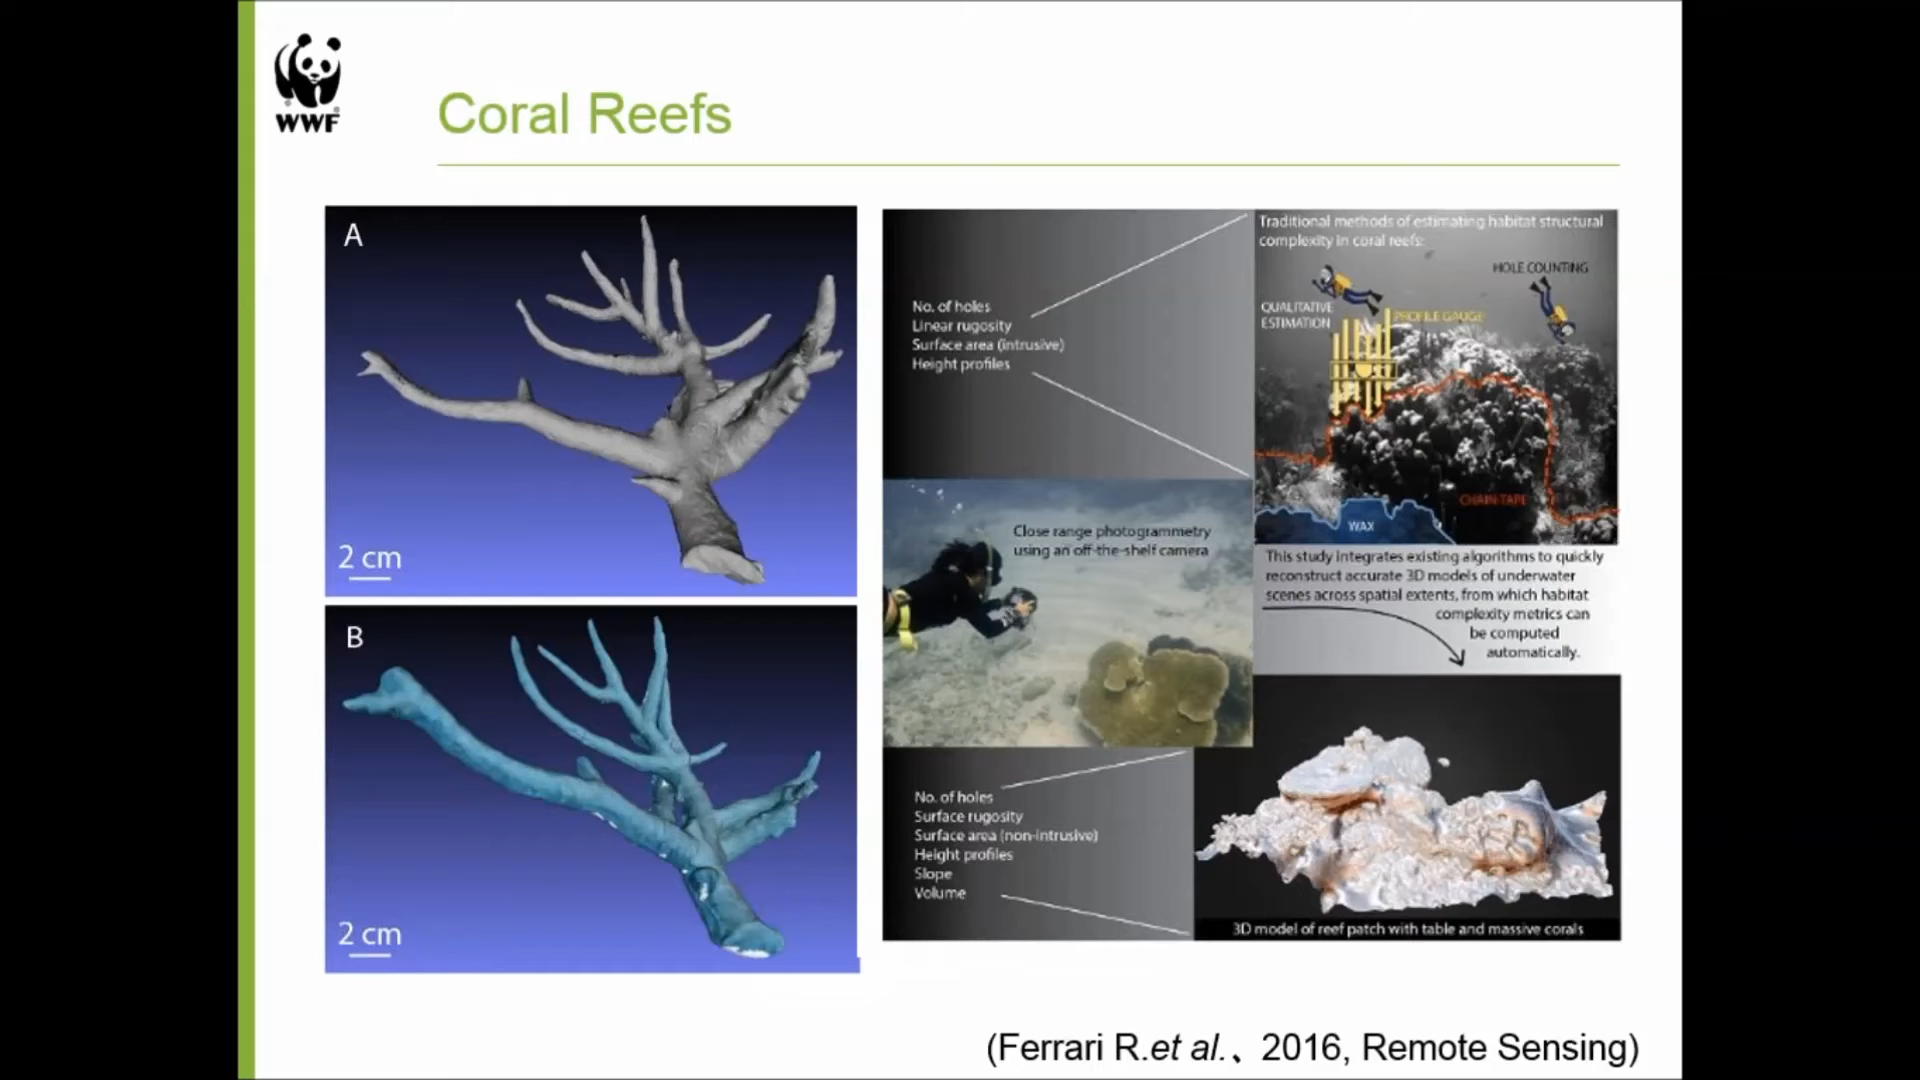 WWF
Coral Reefs
A
2 cm
B
2 cm
No. of holes
Linear rugosity
Surface area (intrusive)
Height profiles
Traditional methods of estimating habitat structural
complexity in coral reefs:
HOLE COUNTING
QUALITATIVE
ESTIMATION
PROFILE GAUGE
CHAIN-TAPE
WAX
Close range photogrammetry
using an off-the-shelf camera
This study integrates existing algorithms to quickly
reconstruct accurate 3D models of underwater
scenes across spatial extents, from which habitat
complexity metrics can
be computed
automatically.
No. of holes
Surface rugosity
Surface area (non-intrusive)
Height profiles
Slope
Volume
3D model of reef patch with table and massive corals
(Ferrari R.et al.、2016, Remote Sensing)